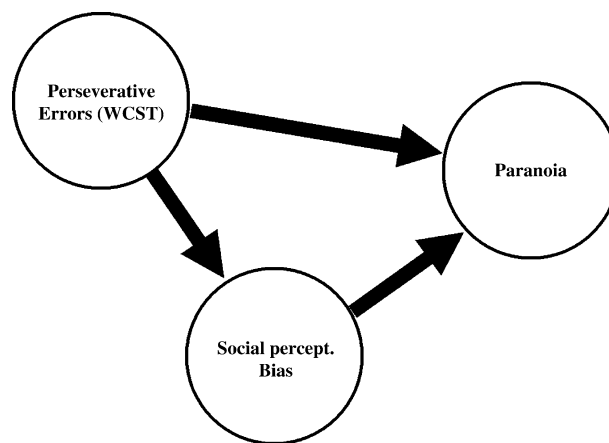 Perseverative
Errors (WCST)
Paranoia
Social percept.
Bias